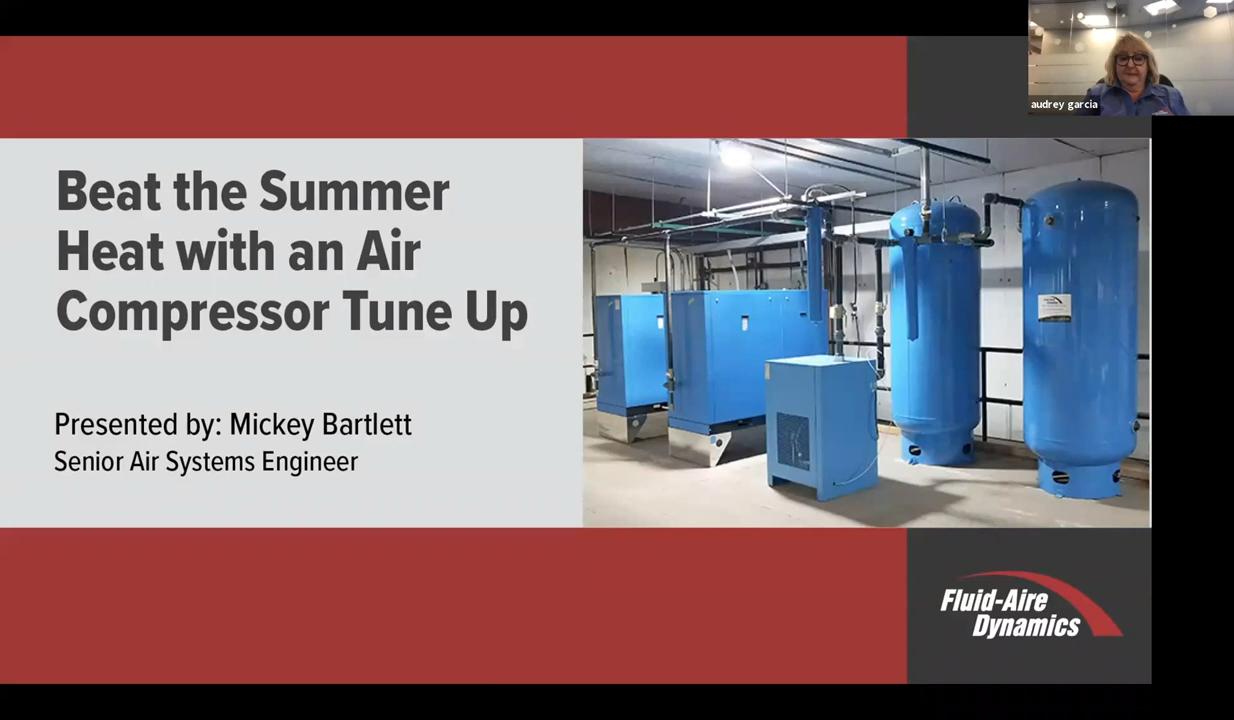 audrey garcia
Beat the Summer
Heat with an Air
Compressor Tune Up
Presented by: Mickey Bartlett
Senior Air Systems Engineer
Fluid-Aire
Dynamics